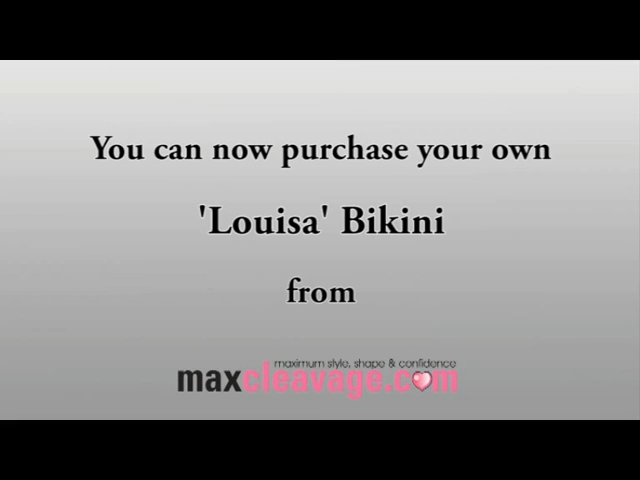 You can now purchase your own
'Louisa' Bikini
from
maximum style, shape & confidence
maxcleavage.com